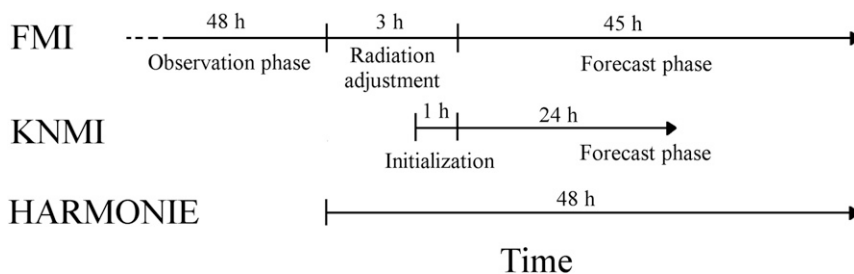 48 h 3 h 45 h
FMI
Observation phase Radiation adjustment Forecast phase
1 h 24 h
KNMI
Initialization Forecast phase
48 h
HARMONIE
Time